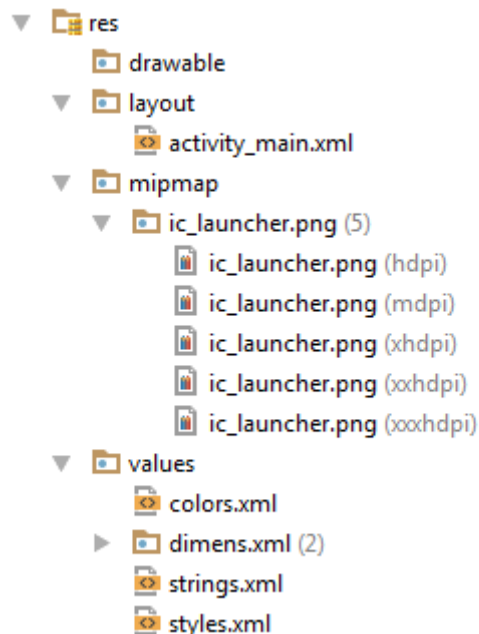 res
drawable
layout
activity_main.xml
mipmap
ic_launcher.png (5)
ic_launcher.png (hdpi)
ic_launcher.png (mdpi)
ic_launcher.png (xhdpi)
ic_launcher.png (xxhdpi)
ic_launcher.png (xxxhdpi)
values
colors.xml
dimens.xml (2)
strings.xml
styles.xml